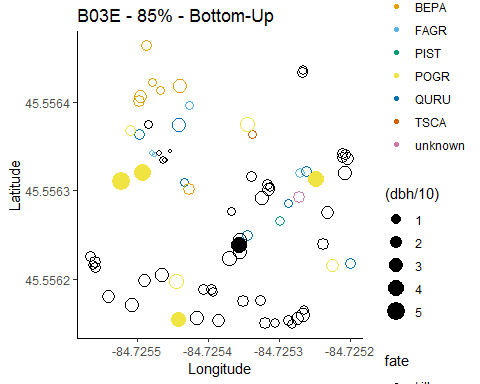 B03E - 85% - Bottom-Up
BEPA
FAGR
PIST
POGR
QURU
TSCA
unknown
(dbh/10)
1
2
3
4
5
fate
45.5564
45.5563
45.5562
Latitude
-84.7255
-84.7254
-84.7253
-84.7252
Longitude